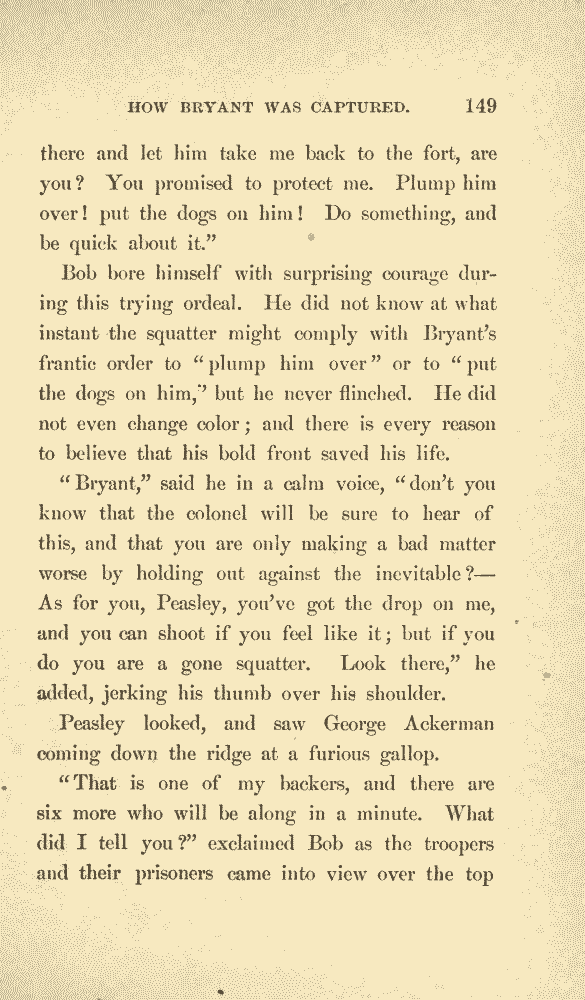 HOW BRYANT WAS CAPTURED. 149
there and let him take me back to the fort, are
you? You promised to protect me. Plump him
over! put the dogs on him! Do something, and
be quick about it.”
Bob bore himself with surprising courage dur-
ing this trying ordeal. He did not know at what
instant the squatter might comply with Bryant’s
frantic order to “plump him over” or to “put
the dogs on him,” but he never flinched. He did
not even change color; and there is every reason
to believe that his bold front saved his life.
“Bryant,” said he in a calm voice, “don’t you
know that the colonel will be sure to hear of
this, and that you are only making a bad matter
worse by holding out against the inevitable?—
As for you, Peasley, you’ve got the drop on me,
and you can shoot if you feel like it; but if you
do you are a gone squatter. Look there,” he
added, jerking his thumb over his shoulder.
Peasley looked, and saw George Ackerman
coming down the ridge at a furious gallop.
“That is one of my backers, and there are
six more who will be along in a minute. What
did I tell you?” exclaimed Bob as the troopers
and their prisoners came into view over the top